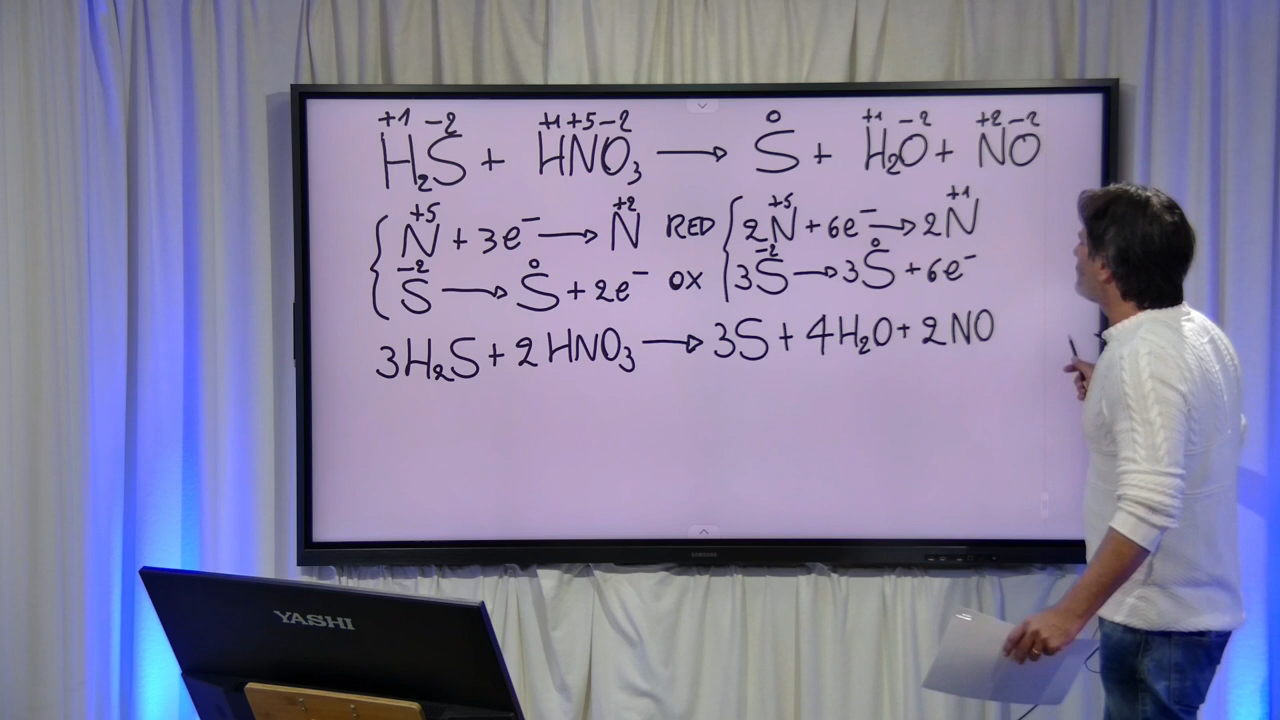 +1 -2 +1+5-2 0 +1 -2 +2-2
H₂S + HNO₃ → S + H₂O + NO
+5 +2 +5 +1
N + 3e⁻ → N RED 2N + 6e⁻ → 2N
-2 0 -2 0
S → S + 2e⁻ OX 3S → 3S + 6e⁻
3H₂S + 2HNO₃ → 3S + 4H₂O + 2NO
SAMSUNG
YASHI